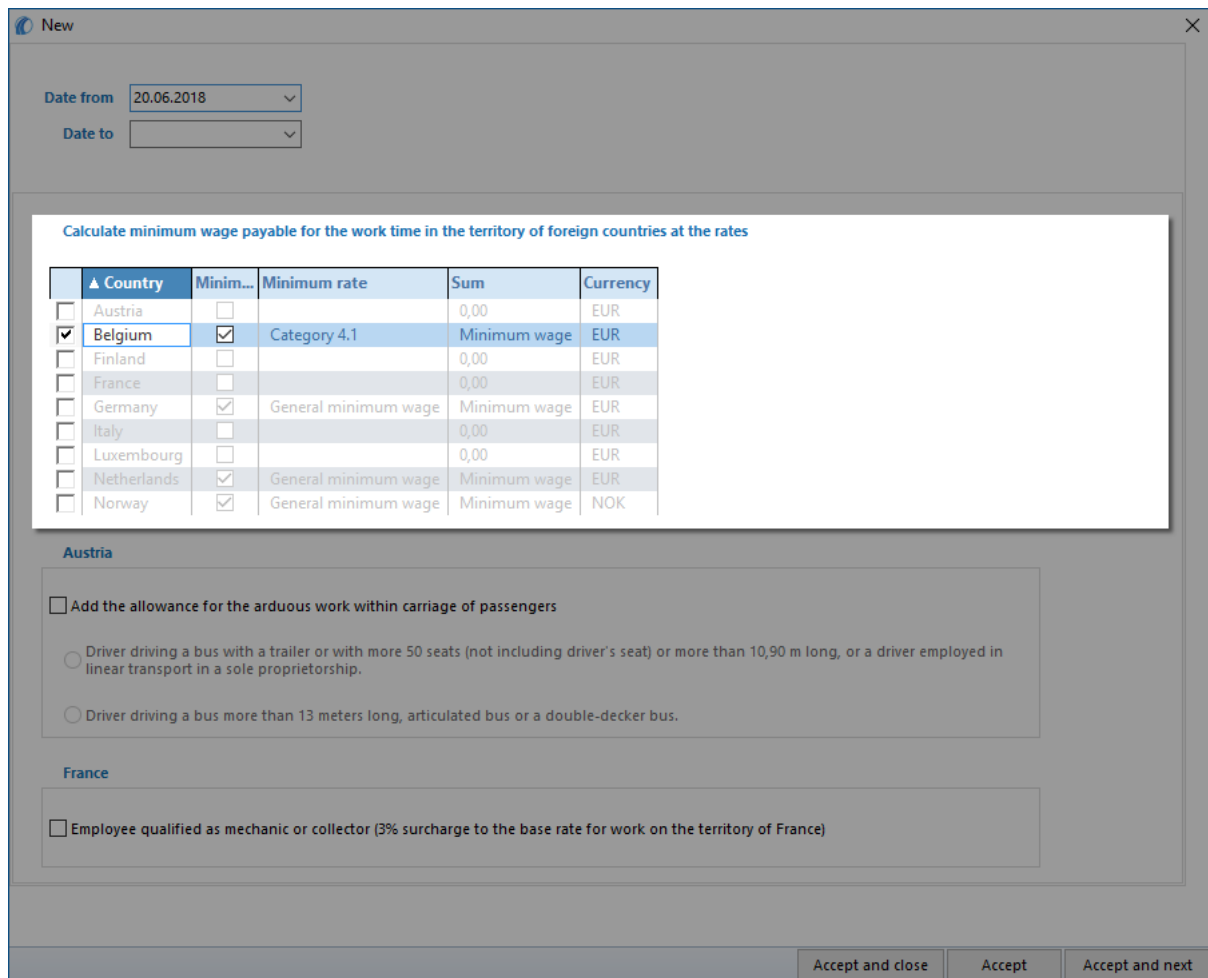 New
Date from 20.06.2018
Date to
Calculate minimum wage payable for the work time in the territory of foreign countries at the rates
▲ Country Minim... Minimum rate Sum Currency
Austria 0,00 EUR
Belgium Category 4.1 Minimum wage EUR
Finland 0,00 EUR
France 0,00 EUR
Germany General minimum wage Minimum wage EUR
Italy 0,00 EUR
Luxembourg 0,00 EUR
Netherlands General minimum wage Minimum wage EUR
Norway General minimum wage Minimum wage NOK
Austria
Add the allowance for the arduous work within carriage of passengers
Driver driving a bus with a trailer or with more 50 seats (not including driver's seat) or more than 10,90 m long, or a driver employed in
linear transport in a sole proprietorship.
Driver driving a bus more than 13 meters long, articulated bus or a double-decker bus.
France
Employee qualified as mechanic or collector (3% surcharge to the base rate for work on the territory of France)
Accept and close Accept Accept and next